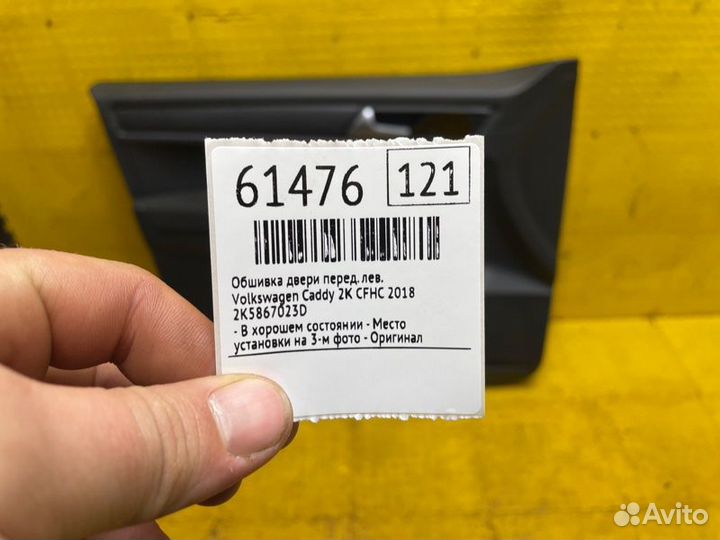 61476 121
Обшивка двери перед. лев.
Volkswagen Caddy 2K CFHC 2018
2K5867023D
- В хорошем состоянии - Место
установки на 3-м фото - Оригинал
Avito